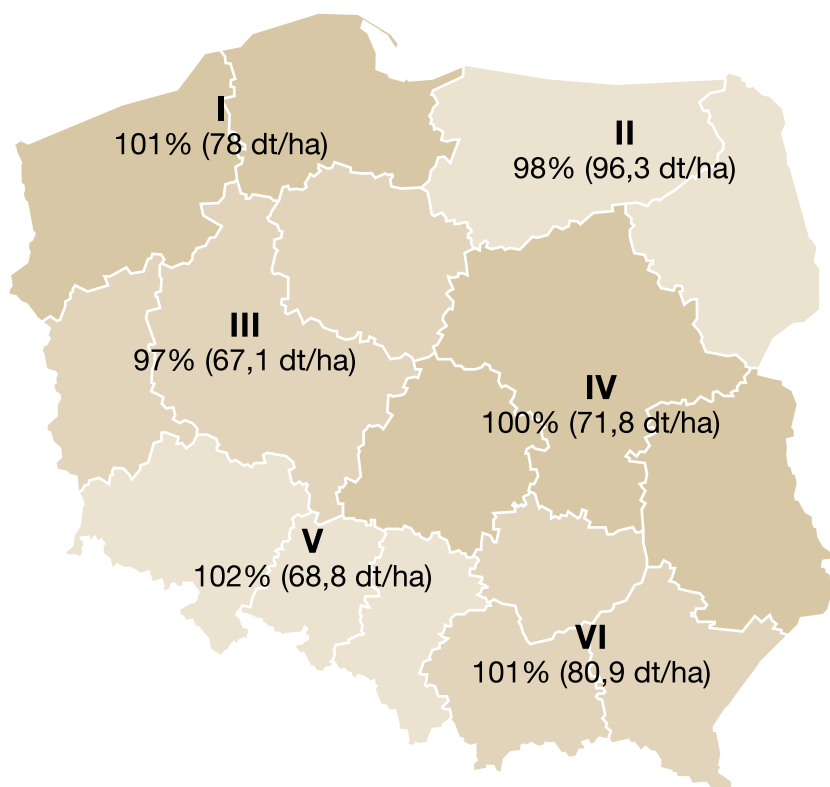 I
101% (78 dt/ha)
II
98% (96,3 dt/ha)
III
97% (67,1 dt/ha)
IV
100% (71,8 dt/ha)
V
102% (68,8 dt/ha)
VI
101% (80,9 dt/ha)